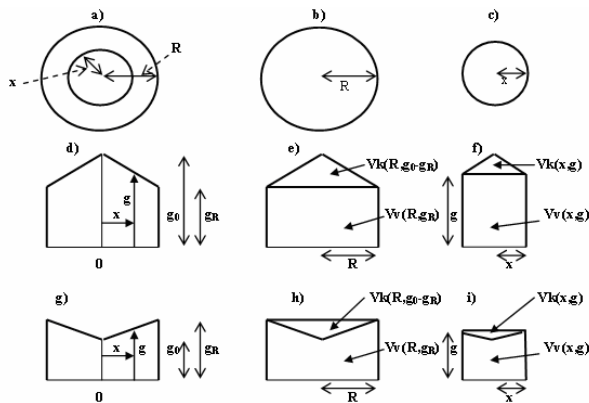 a)
b)
c)
R
x
R
x
d)
e)
f)
Vk(R,g₀-gR)
Vk(x,g)
g
x
g₀
gR
g
Vv(R,gR)
Vv(x,g)
0
R
x
g)
h)
i)
Vk(R,g₀-gR)
Vk(x,g)
x
g
g₀
gR
g
Vv(R,gR)
Vv(x,g)
0
R
x